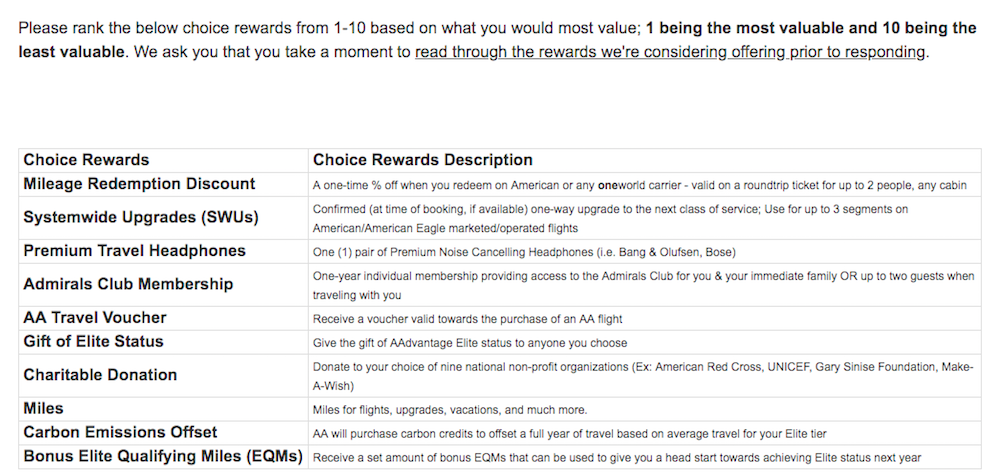 Please rank the below choice rewards from 1-10 based on what you would most value; 1 being the most valuable and 10 being the
least valuable. We ask you that you take a moment to read through the rewards we're considering offering prior to responding.
Choice Rewards Choice Rewards Description
Mileage Redemption Discount A one-time % off when you redeem on American or any oneworld carrier - valid on a roundtrip ticket for up to 2 people, any cabin
Systemwide Upgrades (SWUs) Confirmed (at time of booking, if available) one-way upgrade to the next class of service; Use for up to 3 segments on
American/American Eagle marketed/operated flights
Premium Travel Headphones One (1) pair of Premium Noise Cancelling Headphones (i.e. Bang & Olufsen, Bose)
Admirals Club Membership One-year individual membership providing access to the Admirals Club for you & your immediate family OR up to two guests when
traveling with you
AA Travel Voucher Receive a voucher valid towards the purchase of an AA flight
Gift of Elite Status Give the gift of AAdvantage Elite status to anyone you choose
Charitable Donation Donate to your choice of nine national non-profit organizations (Ex: American Red Cross, UNICEF, Gary Sinise Foundation, Make-
A-Wish)
Miles Miles for flights, upgrades, vacations, and much more.
Carbon Emissions Offset AA will purchase carbon credits to offset a full year of travel based on average travel for your Elite tier
Bonus Elite Qualifying Miles (EQMs) Receive a set amount of bonus EQMs that can be used to give you a head start towards achieving Elite status next year